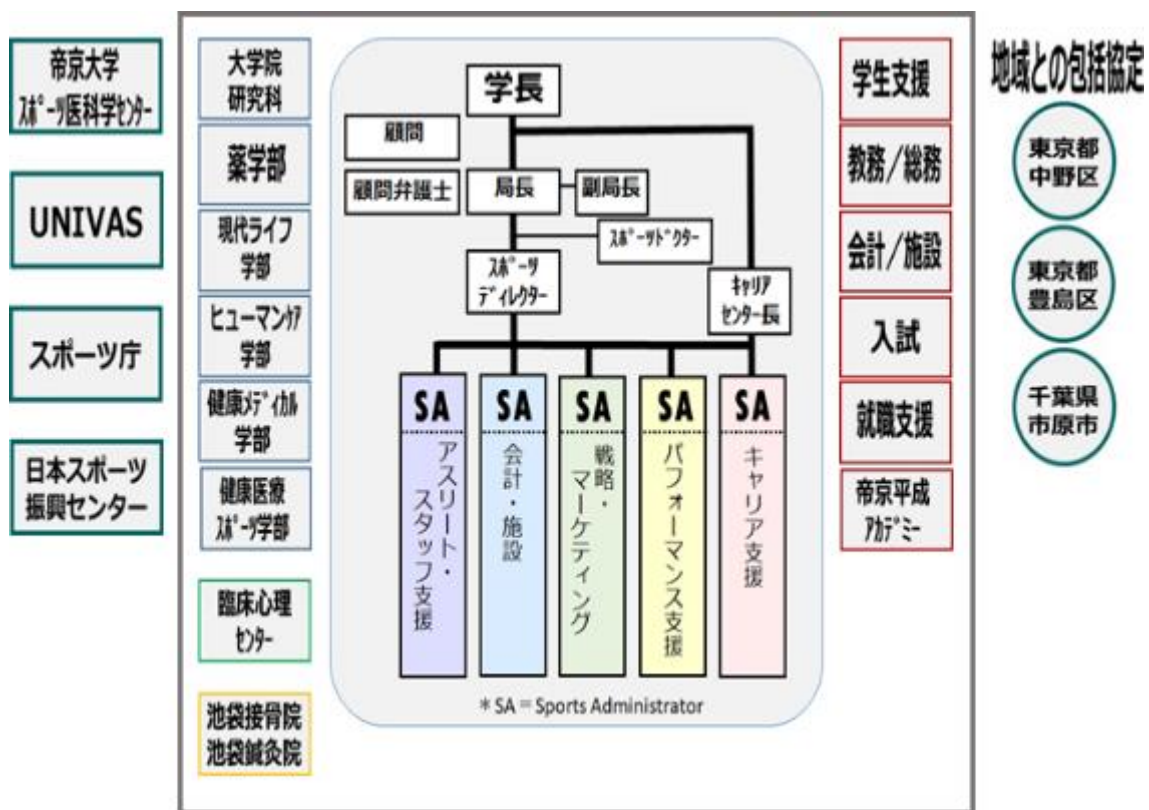 帝京大学
スポーツ医科学センター
UNIVAS
スポーツ庁
日本スポーツ
振興センター
大学院
研究科
薬学部
現代ライフ
学部
ヒューマンケア
学部
健康メディカル
学部
健康医療
スポーツ学部
臨床心理
センター
池袋接骨院
池袋鍼灸院
学長
顧問
顧問弁護士
局長
副局長
スポーツドクター
スポーツ
ディレクター
キャリア
センター長
SA
アスリート・
スタッフ支援
SA
会計・施設
SA
戦略・
マーケティング
SA
パフォーマンス支援
SA
キャリア支援
* SA = Sports Administrator
学生支援
教務/総務
会計/施設
入試
就職支援
帝京平成
アカデミー
地域との包括協定
東京都
中野区
東京都
豊島区
千葉県
市原市